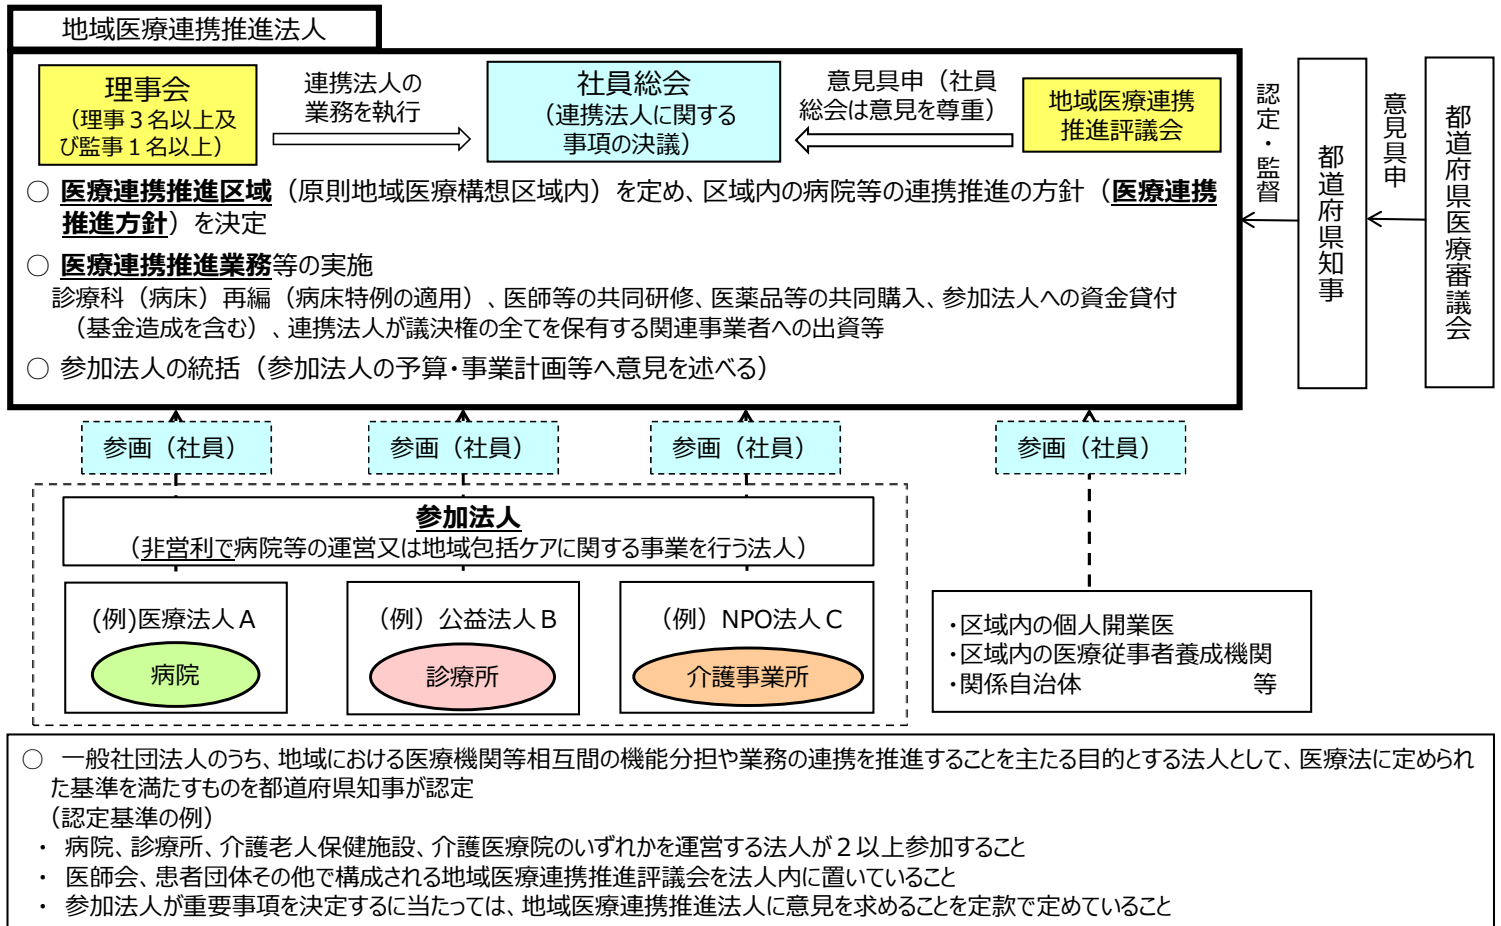 地域医療連携推進法人
理事会
（理事３名以上及
び監事１名以上）
連携法人の
業務を執行
社員総会
（連携法人に関する
事項の決議）
意見具申（社員
総会は意見を尊重）
地域医療連携
推進評議会
認定・監督
都道府県知事
意見具申
都道府県医療審議会
○ 医療連携推進区域（原則地域医療構想区域内）を定め、区域内の病院等の連携推進の方針（医療連携
推進方針）を決定
○ 医療連携推進業務等の実施
診療科（病床）再編（病床特例の適用）、医師等の共同研修、医薬品等の共同購入、参加法人への資金貸付
（基金造成を含む）、連携法人が議決権の全てを保有する関連事業者への出資等
○ 参加法人の統括（参加法人の予算・事業計画等へ意見を述べる）
参画（社員）
参画（社員）
参画（社員）
参画（社員）
参加法人
（非営利で病院等の運営又は地域包括ケアに関する事業を行う法人）
(例)医療法人Ａ
病院
（例）公益法人Ｂ
診療所
（例）NPO法人Ｃ
介護事業所
・区域内の個人開業医
・区域内の医療従事者養成機関
・関係自治体 等
○ 一般社団法人のうち、地域における医療機関等相互間の機能分担や業務の連携を推進することを主たる目的とする法人として、医療法に定められ
た基準を満たすものを都道府県知事が認定
（認定基準の例）
・ 病院、診療所、介護老人保健施設、介護医療院のいずれかを運営する法人が２以上参加すること
・ 医師会、患者団体その他で構成される地域医療連携推進評議会を法人内に置いていること
・ 参加法人が重要事項を決定するに当たっては、地域医療連携推進法人に意見を求めることを定款で定めていること